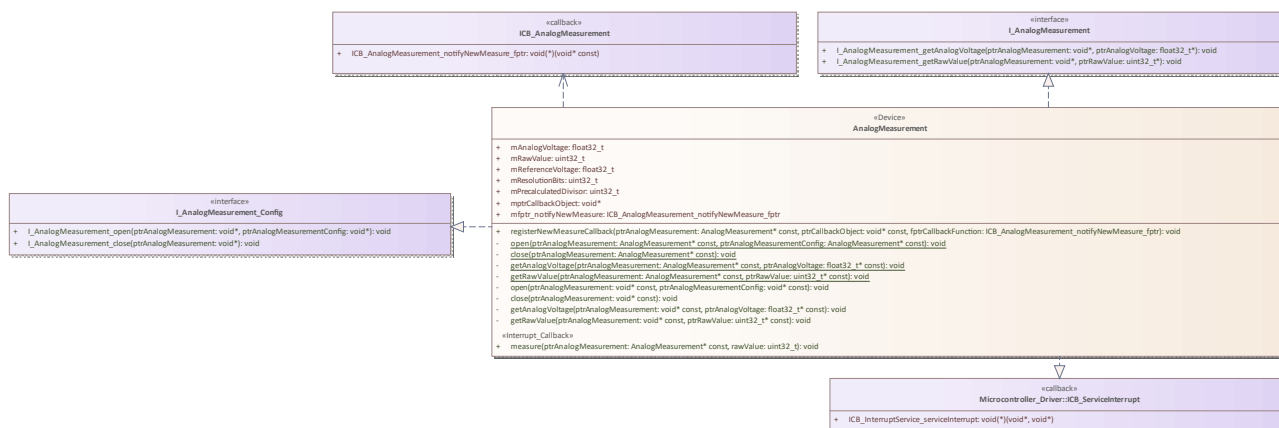 «callback»
ICB_AnalogMeasurement
+ ICB_AnalogMeasurement_notifyNewMeasure_fptr: void(*)(void* const)
«interface»
I_AnalogMeasurement
+ I_AnalogMeasurement_getAnalogVoltage(ptrAnalogMeasurement: void*, ptrAnalogVoltage: float32_t*): void
+ I_AnalogMeasurement_getRawValue(ptrAnalogMeasurement: void*, ptrRawValue: uint32_t*): void
«interface»
I_AnalogMeasurement_Config
+ I_AnalogMeasurement_open(ptrAnalogMeasurement: void*, ptrAnalogMeasurementConfig: void*): void
+ I_AnalogMeasurement_close(ptrAnalogMeasurement: void*): void
«Device»
AnalogMeasurement
+ mAnalogVoltage: float32_t
+ mRawValue: uint32_t
+ mReferenceVoltage: float32_t
+ mResolutionBits: uint32_t
+ mPrecalculatedDivisor: uint32_t
+ mptrCallbackObject: void*
+ mfptr_notifyNewMeasure: ICB_AnalogMeasurement_notifyNewMeasure_fptr
+ registerNewMeasureCallback(ptrAnalogMeasurement: AnalogMeasurement* const, ptrCallbackObject: void* const, fptrCallbackFunction: ICB_AnalogMeasurement_notifyNewMeasure_fptr): void
- open(ptrAnalogMeasurement: AnalogMeasurement* const, ptrAnalogMeasurementConfig: AnalogMeasurement* const): void
- close(ptrAnalogMeasurement: AnalogMeasurement* const): void
- getAnalogVoltage(ptrAnalogMeasurement: AnalogMeasurement* const, ptrAnalogVoltage: float32_t* const): void
- getRawValue(ptrAnalogMeasurement: AnalogMeasurement* const, ptrRawValue: uint32_t* const): void
- open(ptrAnalogMeasurement: void* const, ptrAnalogMeasurementConfig: void* const): void
- close(ptrAnalogMeasurement: void* const): void
- getAnalogVoltage(ptrAnalogMeasurement: void* const, ptrAnalogVoltage: float32_t* const): void
- getRawValue(ptrAnalogMeasurement: void* const, ptrRawValue: uint32_t* const): void
«Interrupt_Callback»
+ measure(ptrAnalogMeasurement: AnalogMeasurement* const, rawValue: uint32_t): void
«callback»
Microcontroller_Driver::ICB_ServiceInterrupt
+ ICB_InterruptService_serviceInterrupt: void(*)(void*, void*)